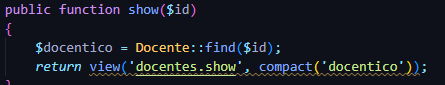 public function show($id)
{
    $docentico = Docente::find($id);
    return view('docentes.show', compact('docentico'));
}